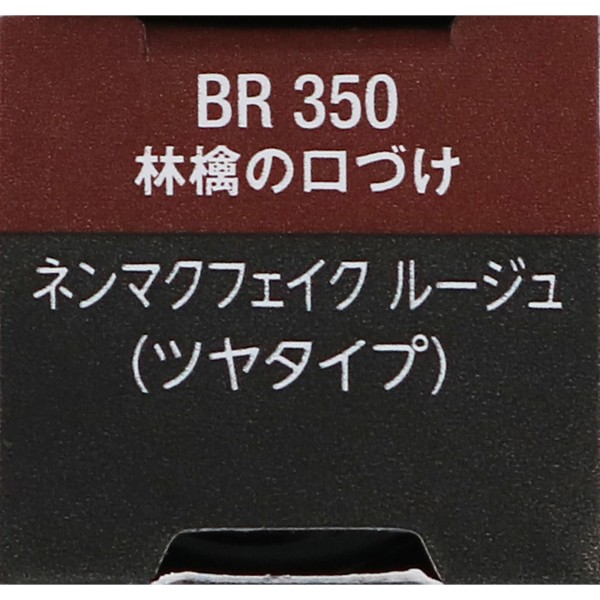 BR 350
林檎の口づけ
ネンマクフェイク ルージュ
(ツヤタイプ)